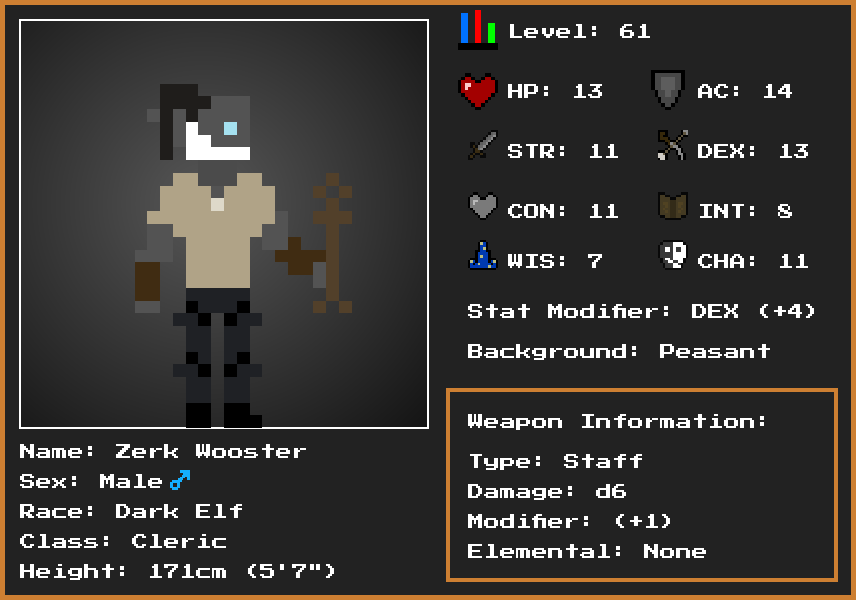 Level: 61
HP: 13
AC: 14
STR: 11
DEX: 13
CON: 11
INT: 8
WIS: 7
CHA: 11
Stat Modifier: DEX (+4)
Background: Peasant
Weapon Information:
Type: Staff
Damage: d6
Modifier: (+1)
Elemental: None
Name: Zerk Wooster
Sex: Male♂
Race: Dark Elf
Class: Cleric
Height: 171cm (5'7")